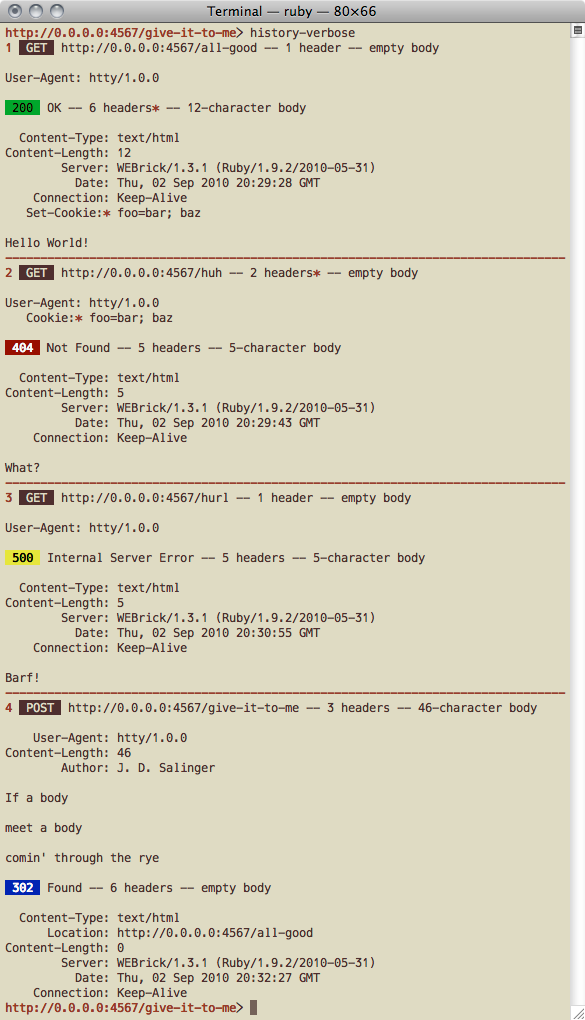 Terminal — ruby — 80×66
http://0.0.0.0:4567/give-it-to-me> history-verbose
1 GET http://0.0.0.0:4567/all-good -- 1 header -- empty body
User-Agent: htty/1.0.0
200 OK -- 6 headers* -- 12-character body
Content-Type: text/html
Content-Length: 12
Server: WEBrick/1.3.1 (Ruby/1.9.2/2010-05-31)
Date: Thu, 02 Sep 2010 20:29:28 GMT
Connection: Keep-Alive
Set-Cookie:* foo=bar; baz
Hello World!
2 GET http://0.0.0.0:4567/huh -- 2 headers* -- empty body
User-Agent: htty/1.0.0
Cookie:* foo=bar; baz
404 Not Found -- 5 headers -- 5-character body
Content-Type: text/html
Content-Length: 5
Server: WEBrick/1.3.1 (Ruby/1.9.2/2010-05-31)
Date: Thu, 02 Sep 2010 20:29:43 GMT
Connection: Keep-Alive
What?
3 GET http://0.0.0.0:4567/hurl -- 1 header -- empty body
User-Agent: htty/1.0.0
500 Internal Server Error -- 5 headers -- 5-character body
Content-Type: text/html
Content-Length: 5
Server: WEBrick/1.3.1 (Ruby/1.9.2/2010-05-31)
Date: Thu, 02 Sep 2010 20:30:55 GMT
Connection: Keep-Alive
Barf!
4 POST http://0.0.0.0:4567/give-it-to-me -- 3 headers -- 46-character body
User-Agent: htty/1.0.0
Content-Length: 46
Author: J. D. Salinger
If a body
meet a body
comin' through the rye
302 Found -- 6 headers -- empty body
Content-Type: text/html
Location: http://0.0.0.0:4567/all-good
Content-Length: 0
Server: WEBrick/1.3.1 (Ruby/1.9.2/2010-05-31)
Date: Thu, 02 Sep 2010 20:32:27 GMT
Connection: Keep-Alive
http://0.0.0.0:4567/give-it-to-me>